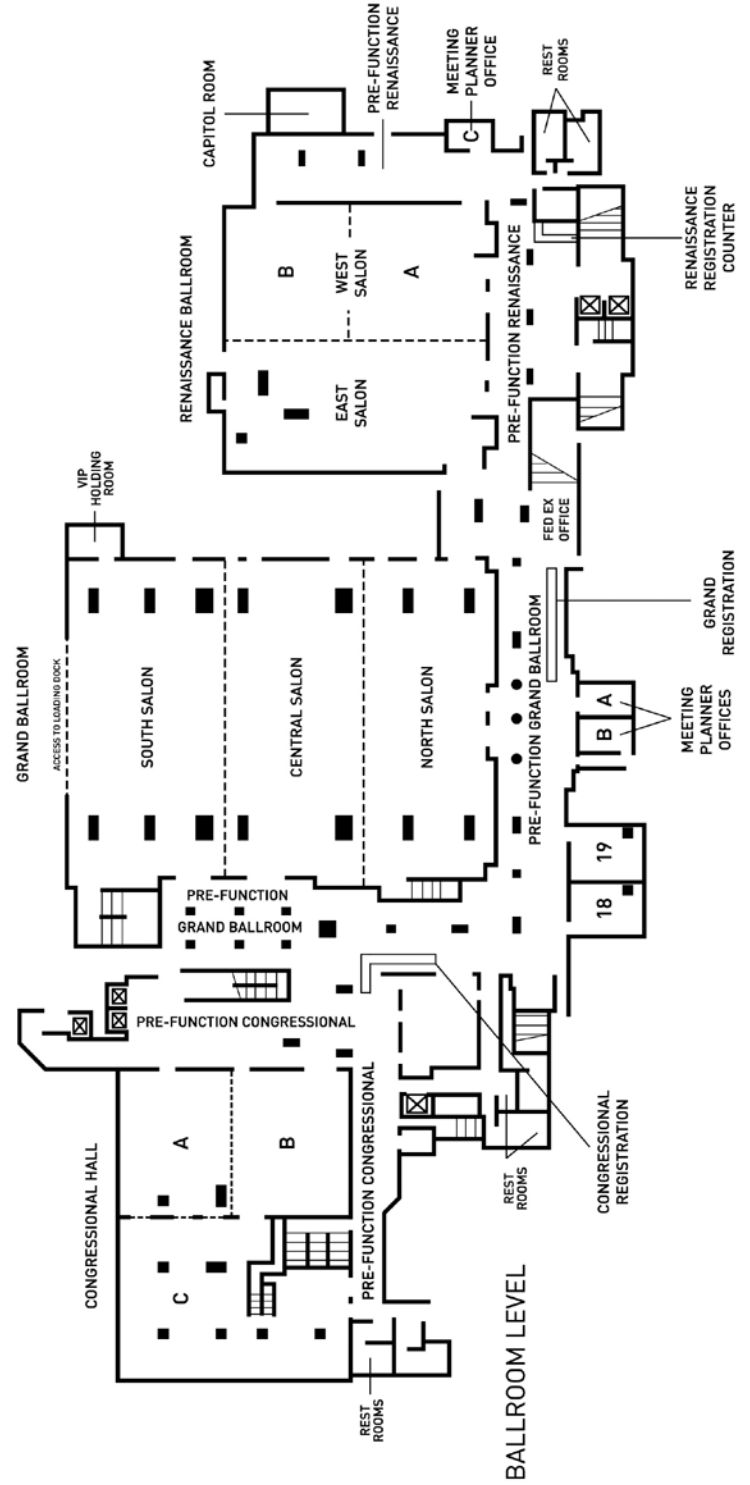 CAPITOL ROOM
PRE-FUNCTION
RENAISSANCE
MEETING
PLANNER
OFFICE
C
REST
ROOMS
RENAISSANCE BALLROOM
B
WEST
SALON
A
EAST
SALON
PRE-FUNCTION RENAISSANCE
RENAISSANCE
REGISTRATION
COUNTER
VIP
HOLDING
ROOM
FED EX
OFFICE
GRAND BALLROOM
ACCESS TO LOADING DOCK
SOUTH SALON
CENTRAL SALON
NORTH SALON
PRE-FUNCTION GRAND BALLROOM
GRAND
REGISTRATION
A
B
MEETING
PLANNER
OFFICES
19
18
PRE-FUNCTION
GRAND BALLROOM
PRE-FUNCTION CONGRESSIONAL
CONGRESSIONAL HALL
A
B
C
PRE-FUNCTION CONGRESSIONAL
REST
ROOMS
CONGRESSIONAL
REGISTRATION
REST
ROOMS
BALLROOM LEVEL